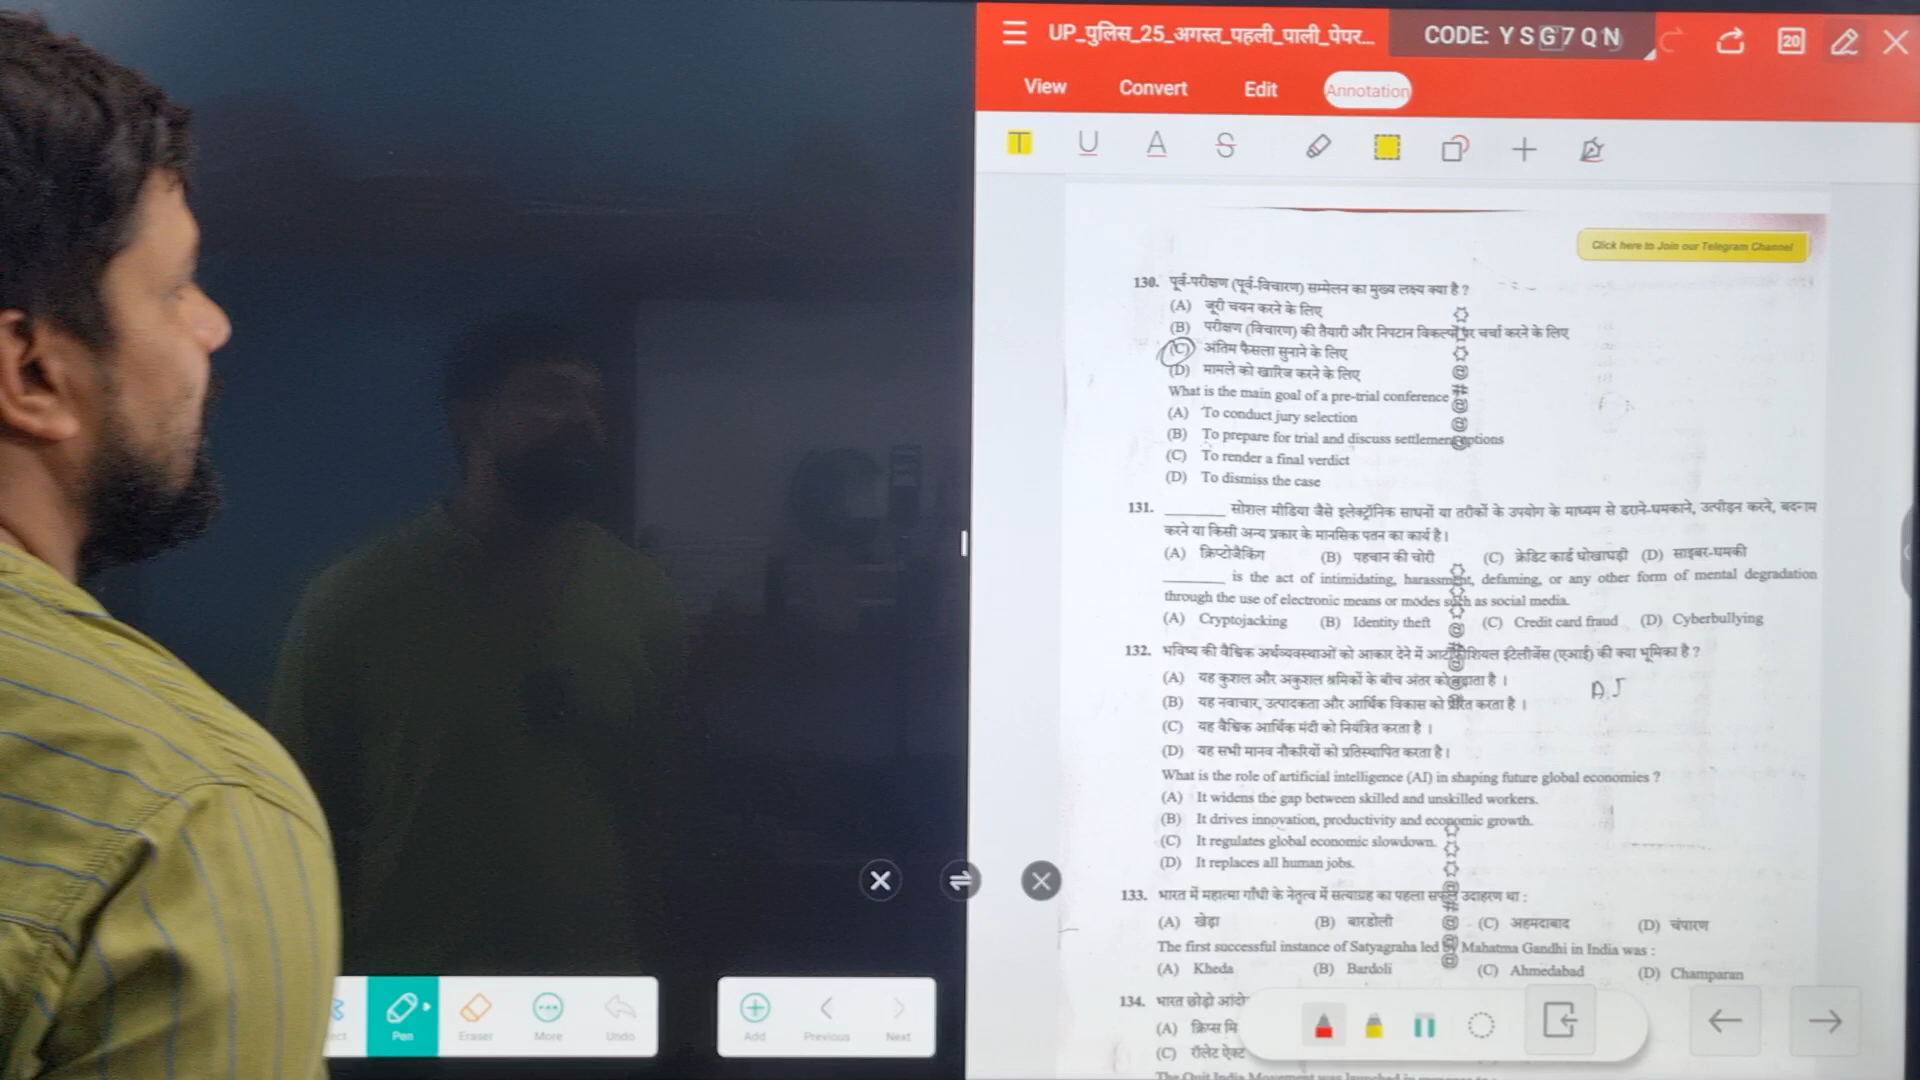 UP_पुलिस_25_अगस्त_पहली_पाली_पेपर...
CODE: Y S G 7 Q N
20
View Convert Edit Annotation
Click here to Join our Telegram Channel
130. पूर्व-परीक्षण (पूर्व-विचारण) सम्मेलन का मुख्य लक्ष्य क्या है ?
(A) जूरी चयन करने के लिए
(B) परीक्षण (विचारण) की तैयारी और निपटान विकल्पों पर चर्चा करने के लिए
(C) अंतिम फैसला सुनाने के लिए
(D) मामले को खारिज करने के लिए
What is the main goal of a pre-trial conference
(A) To conduct jury selection
(B) To prepare for trial and discuss settlement options
(C) To render a final verdict
(D) To dismiss the case
131. ________ सोशल मीडिया जैसे इलेक्ट्रॉनिक साधनों या तरीकों के उपयोग के माध्यम से डराने-धमकाने, उत्पीड़न करने, बदनाम
करने या किसी अन्य प्रकार के मानसिक पतन का कार्य है।
(A) क्रिप्टोजैकिंग (B) पहचान की चोरी (C) क्रेडिट कार्ड धोखाधड़ी (D) साइबर-धमकी
________ is the act of intimidating, harassment, defaming, or any other form of mental degradation
through the use of electronic means or modes such as social media.
(A) Cryptojacking (B) Identity theft (C) Credit card fraud (D) Cyberbullying
132. भविष्य की वैश्विक अर्थव्यवस्थाओं को आकार देने में आर्टिफीशियल इंटेलीजेंस (एआई) की क्या भूमिका है ?
(A) यह कुशल और अकुशल श्रमिकों के बीच अंतर को बढ़ाता है ।
A.I
(B) यह नवाचार, उत्पादकता और आर्थिक विकास को प्रेरित करता है ।
(C) यह वैश्विक आर्थिक मंदी को नियंत्रित करता है ।
(D) यह सभी मानव नौकरियों को प्रतिस्थापित करता है।
What is the role of artificial intelligence (AI) in shaping future global economies ?
(A) It widens the gap between skilled and unskilled workers.
(B) It drives innovation, productivity and economic growth.
(C) It regulates global economic slowdown.
(D) It replaces all human jobs.
133. भारत में महात्मा गाँधी के नेतृत्व में सत्याग्रह का पहला सफल उदाहरण था :
(A) खेड़ा (B) बारडोली (C) अहमदाबाद (D) चंपारण
The first successful instance of Satyagraha led by Mahatma Gandhi in India was :
(A) Kheda (B) Bardoli (C) Ahmedabad (D) Champaran
134. भारत छोड़ो आंदो
(A) क्रिप्स मि
(C) रॉलेट ऐक्ट
The Quit India Movement was launched in
Pen Eraser More Undo Add Previous Next